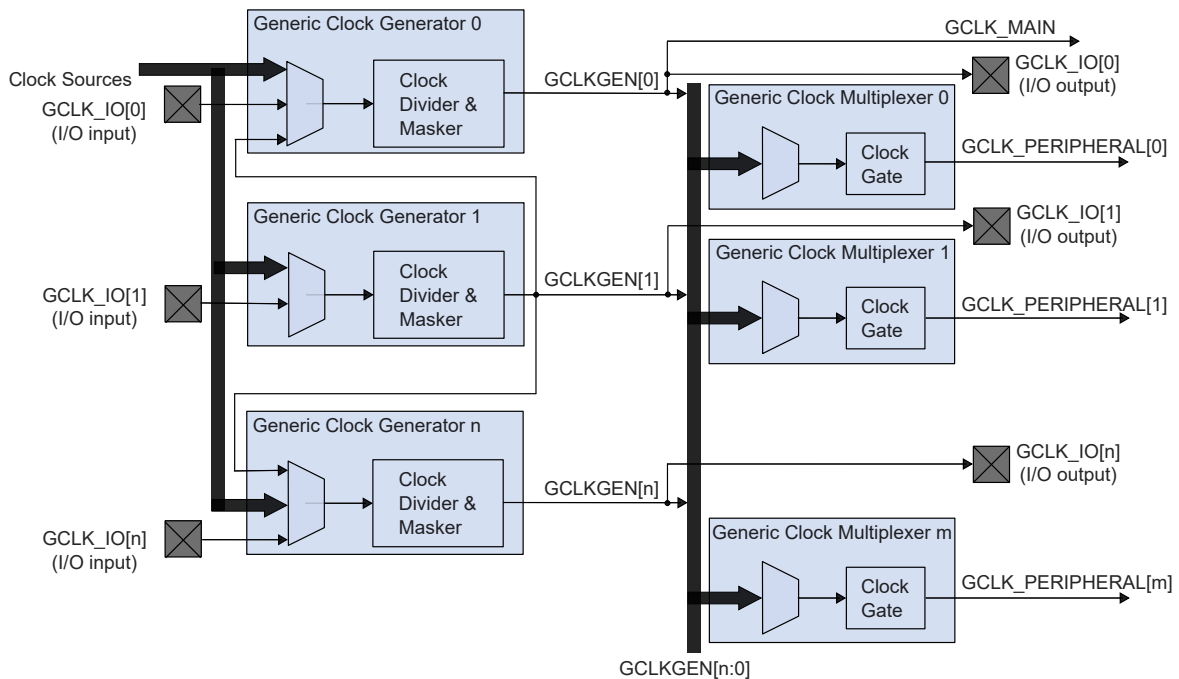 Generic Clock Generator 0
Clock Sources
GCLK_IO[0]
(I/O input)
Clock
Divider &
Masker
GCLKGEN[0]
GCLK_MAIN
GCLK_IO[0]
(I/O output)
Generic Clock Multiplexer 0
Clock
Gate
GCLK_PERIPHERAL[0]
Generic Clock Generator 1
GCLK_IO[1]
(I/O input)
Clock
Divider &
Masker
GCLKGEN[1]
GCLK_IO[1]
(I/O output)
Generic Clock Multiplexer 1
Clock
Gate
GCLK_PERIPHERAL[1]
Generic Clock Generator n
GCLK_IO[n]
(I/O input)
Clock
Divider &
Masker
GCLKGEN[n]
GCLK_IO[n]
(I/O output)
Generic Clock Multiplexer m
Clock
Gate
GCLK_PERIPHERAL[m]
GCLKGEN[n:0]